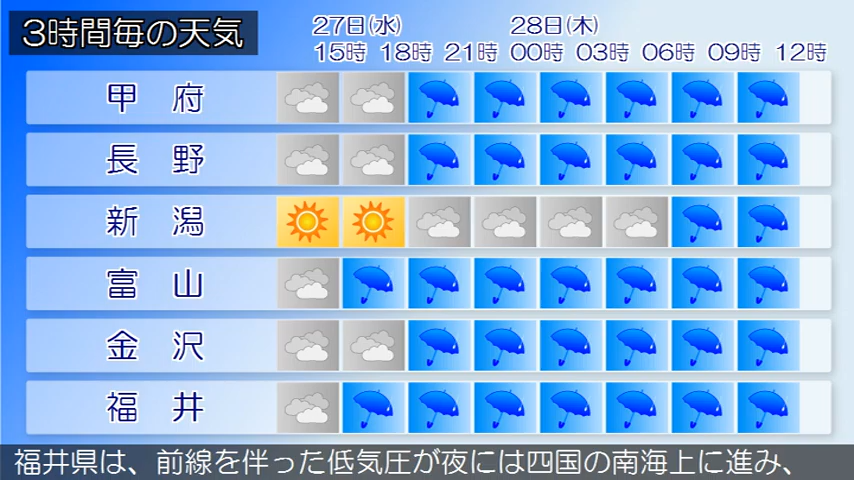 3時間毎の天気
27日(水) 28日(木)
15時 18時 21時 00時 03時 06時 09時 12時
甲府
長野
新潟
富山
金沢
福井
福井県は、前線を伴った低気圧が夜には四国の南海上に進み、